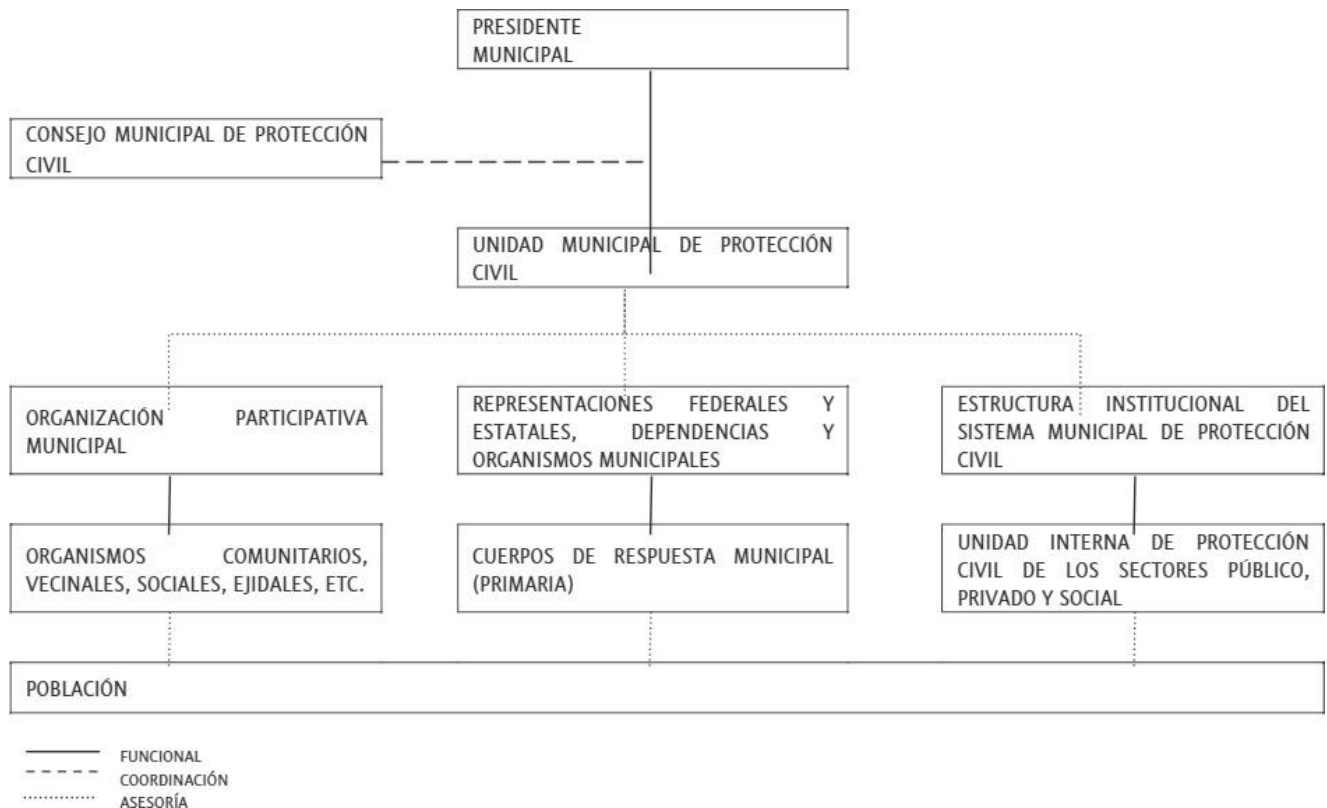 PRESIDENTE
MUNICIPAL
CONSEJO MUNICIPAL DE PROTECCIÓN
CIVIL
UNIDAD MUNICIPAL DE PROTECCIÓN
CIVIL
ORGANIZACIÓN PARTICIPATIVA
MUNICIPAL
REPRESENTACIONES FEDERALES Y
ESTATALES, DEPENDENCIAS Y
ORGANISMOS MUNICIPALES
ESTRUCTURA INSTITUCIONAL DEL
SISTEMA MUNICIPAL DE PROTECCIÓN
CIVIL
ORGANISMOS COMUNITARIOS,
VECINALES, SOCIALES, EJIDALES, ETC.
CUERPOS DE RESPUESTA MUNICIPAL
(PRIMARIA)
UNIDAD INTERNA DE PROTECCIÓN
CIVIL DE LOS SECTORES PÚBLICO,
PRIVADO Y SOCIAL
POBLACIÓN
FUNCIONAL
COORDINACIÓN
ASESORÍA